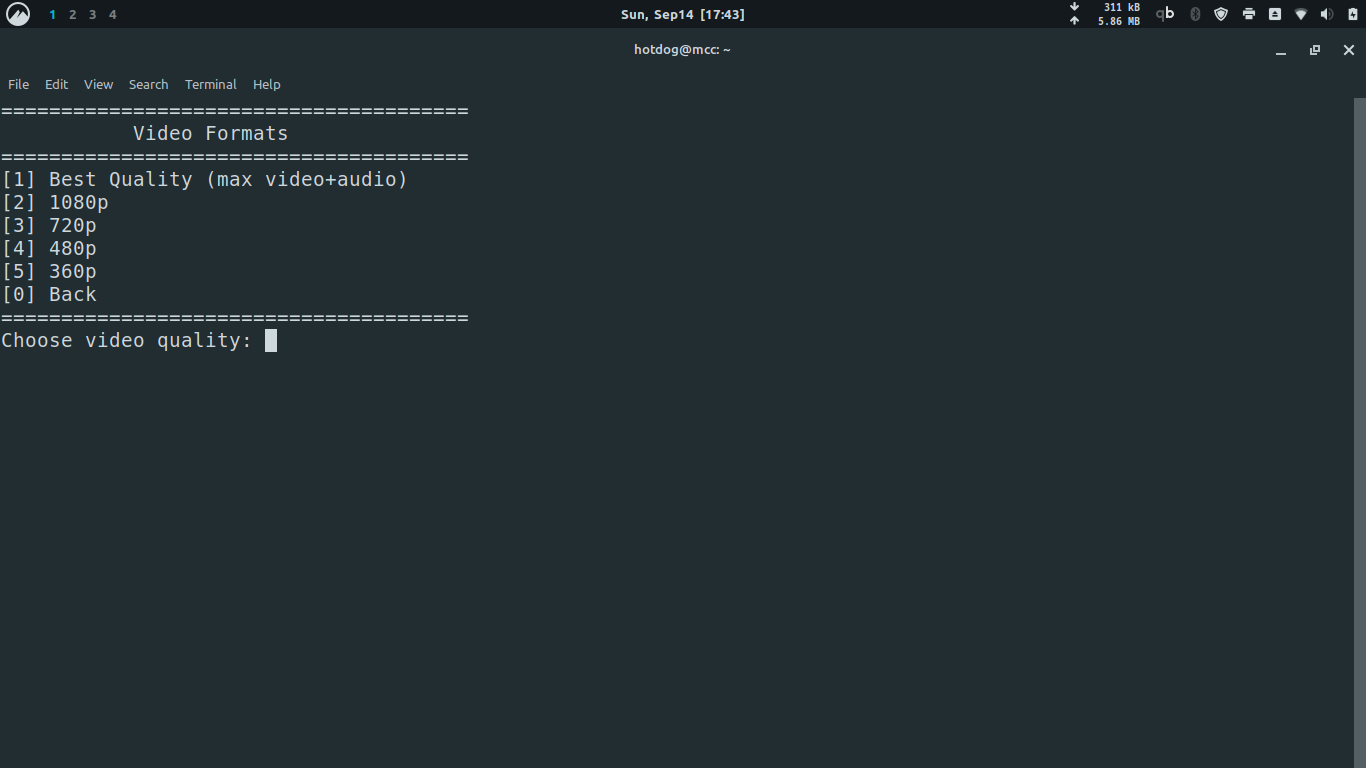 1 2 3 4 Sun, Sep14 [17:43] 311 kB
5.86 MB qb
hotdog@mcc: ~
File Edit View Search Terminal Help
=======================================
Video Formats
=======================================
[1] Best Quality (max video+audio)
[2] 1080p
[3] 720p
[4] 480p
[5] 360p
[0] Back
=======================================
Choose video quality: